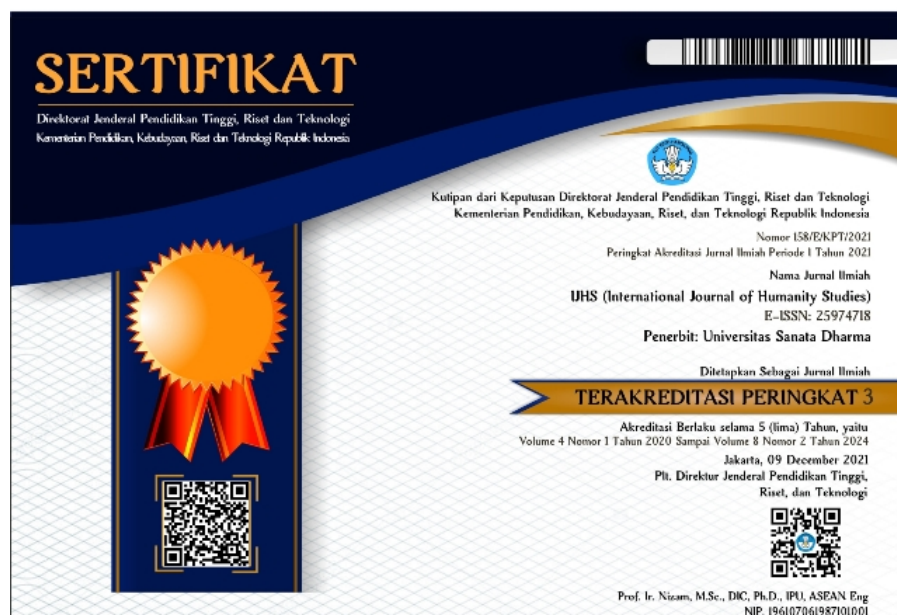 SERTIFIKAT
Direktorat Jenderal Pendidikan Tinggi, Riset dan Teknologi
Kementerian Pendidikan, Kebudayaan, Riset dan Teknologi Republik Indonesia
Kutipan dari Keputusan Direktorat Jenderal Pendidikan Tinggi, Riset dan Teknologi
Kementerian Pendidikan, Kebudayaan, Riset, dan Teknologi Republik Indonesia
Nomor 158/E/KPT/2021
Peringkat Akreditasi Jurnal Ilmiah Periode 1 Tahun 2021
Nama Jurnal Ilmiah
IJHS (International Journal of Humanity Studies)
E-ISSN: 25974718
Penerbit: Universitas Sanata Dharma
Ditetapkan Sebagai Jurnal Ilmiah
TERAKREDITASI PERINGKAT 3
Akreditasi Berlaku selama 5 (lima) Tahun, yaitu
Volume 4 Nomor 1 Tahun 2020 Sampai Volume 8 Nomor 2 Tahun 2024
Jakarta, 09 December 2021
Plt. Direktur Jenderal Pendidikan Tinggi,
Riset, dan Teknologi
Prof. Ir. Nizam, M.Sc., DIC, Ph.D., IPU, ASEAN Eng
NIP. 196107061987101001